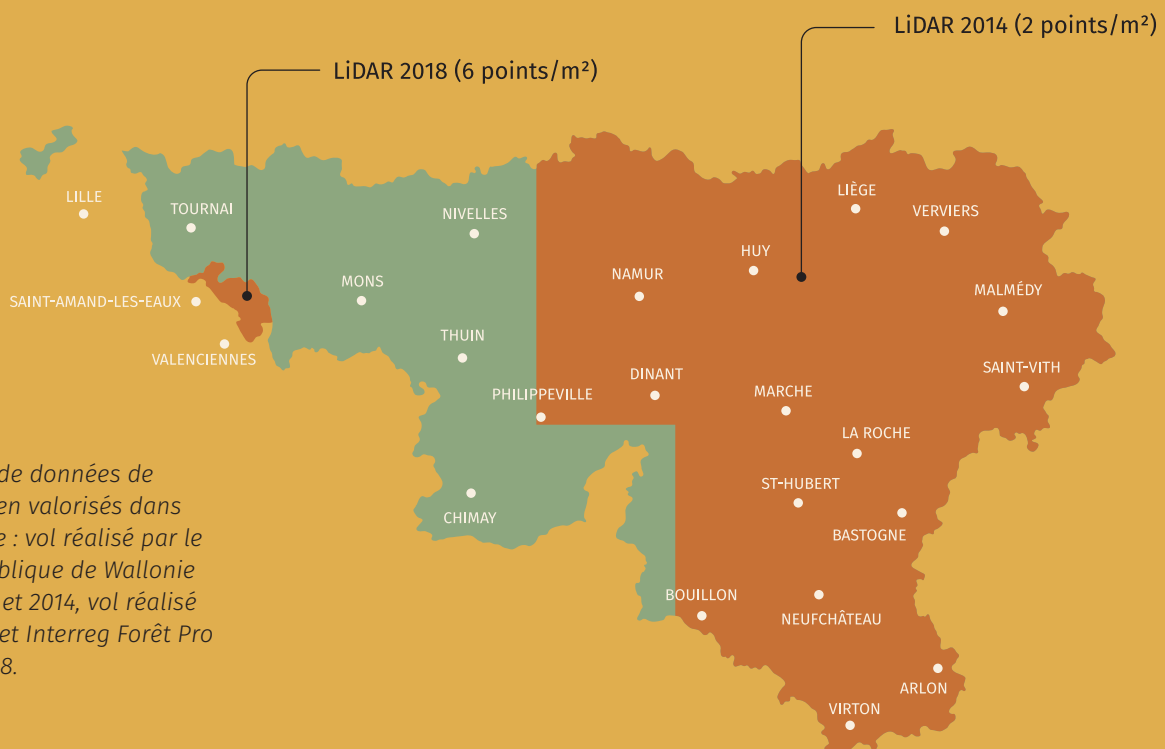 LiDAR 2014 (2 points/m²)
LiDAR 2018 (6 points/m²)
LILLE
TOURNAI
NIVELLES
LIÈGE
VERVIERS
HUY
NAMUR
MONS
MALMÉDY
SAINT-AMAND-LES-EAUX
THUIN
VALENCIENNES
DINANT
SAINT-VITH
PHILIPPEVILLE
MARCHE
LA ROCHE
ST-HUBERT
CHIMAY
BASTOGNE
BOUILLON
NEUFCHÂTEAU
ARLON
VIRTON
de données de
en valorisés dans
e : vol réalisé par le
blique de Wallonie
et 2014, vol réalisé
et Interreg Forêt Pro
8.